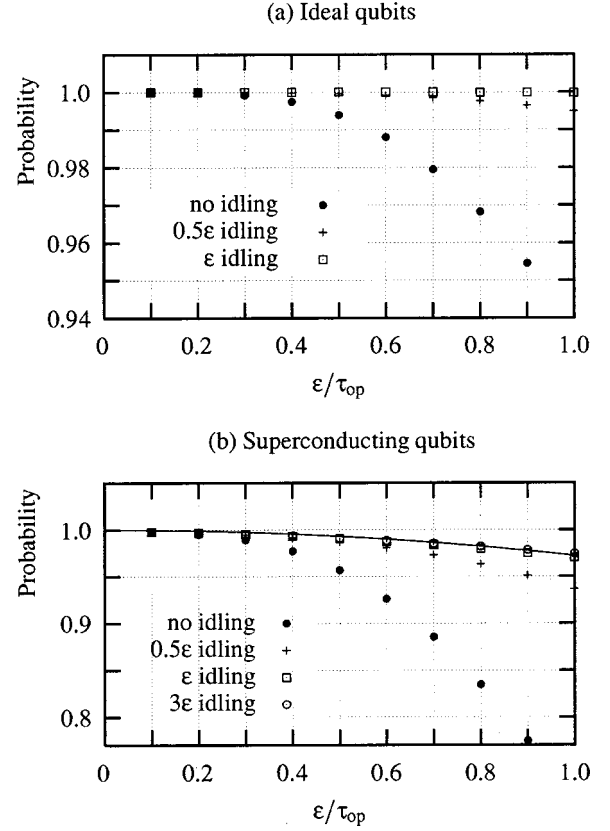 (a) Ideal qubits
Probability
1.0
0.98
0.96
0.94
no idling
0.5ε idling
ε idling
0 0.2 0.4 0.6 0.8 1.0
ε/τop
(b) Superconducting qubits
Probability
1.0
0.9
0.8
no idling
0.5ε idling
ε idling
3ε idling
0 0.2 0.4 0.6 0.8 1.0
ε/τop